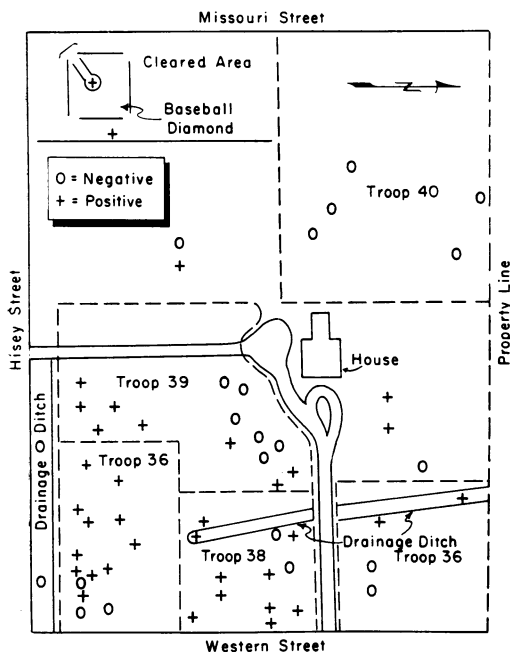 Missouri Street
Cleared Area
Baseball
Diamond
Z
O = Negative
+ = Positive
Troop 40
Hisey Street
Property Line
House
Troop 39
Drainage Ditch
Troop 36
Drainage Ditch
Troop 38
Troop 36
Western Street